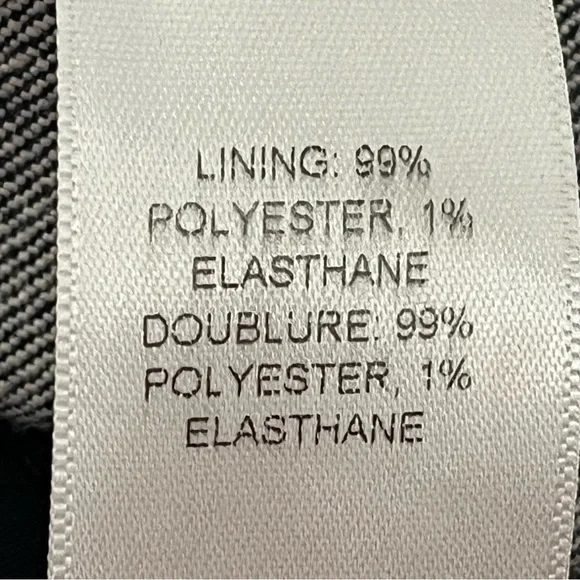 LINING: 99%
POLYESTER, 1%
ELASTHANE
DOUBLURE: 99%
POLYESTER, 1%
ELASTHANE